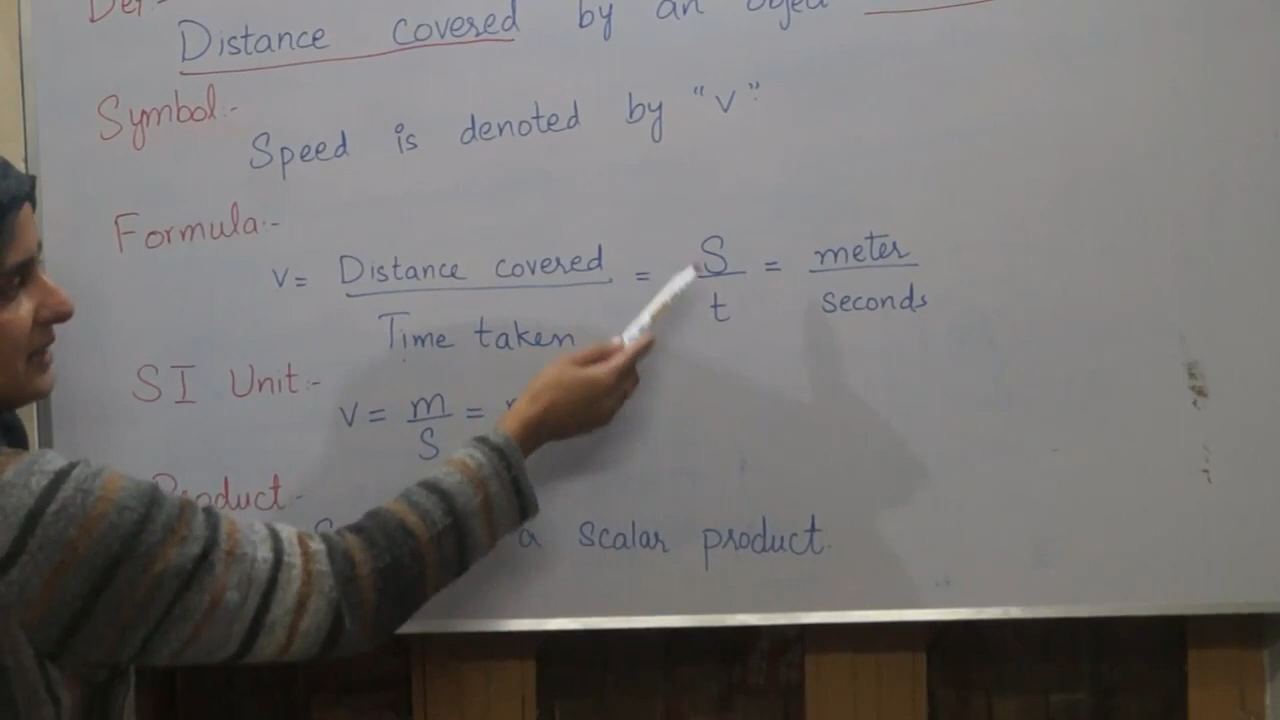 Def:-
Distance covered by an object
Symbol:-
Speed is denoted by "v".
Formula:-
v = Distance covered / Time taken = S / t = meter / seconds
SI Unit:-
v = m / S =
Product:-
a scalar product.